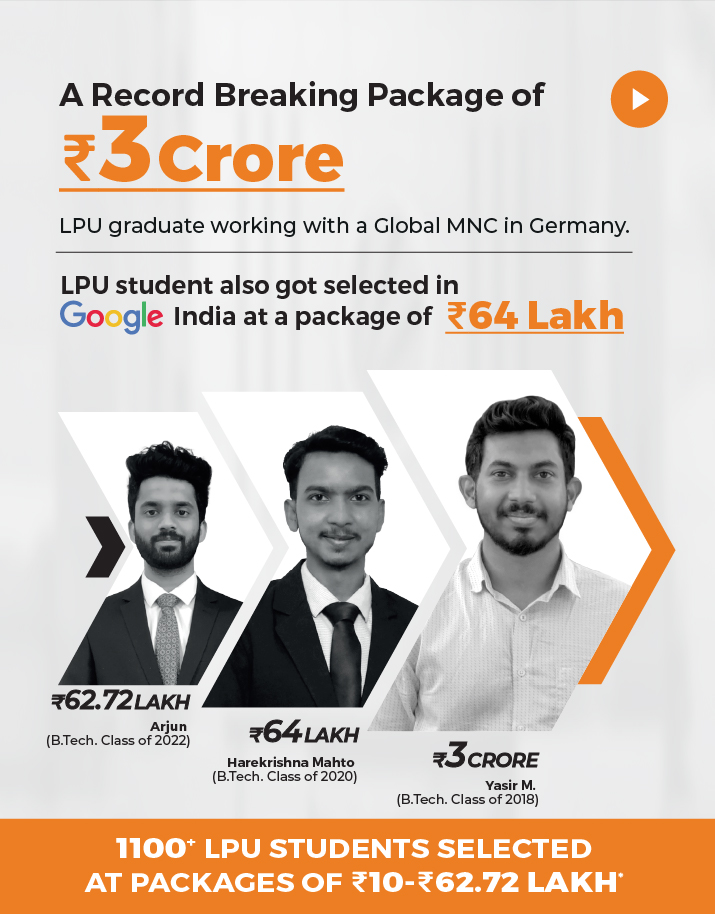 A Record Breaking Package of
₹3 Crore
LPU graduate working with a Global MNC in Germany.
LPU student also got selected in
Google India at a package of ₹64 Lakh
₹62.72 LAKH
Arjun
(B.Tech. Class of 2022)
₹64 LAKH
Harekrishna Mahto
(B.Tech. Class of 2020)
₹3 CRORE
Yasir M.
(B.Tech. Class of 2018)
1100+ LPU STUDENTS SELECTED
AT PACKAGES OF ₹10-₹62.72 LAKH*